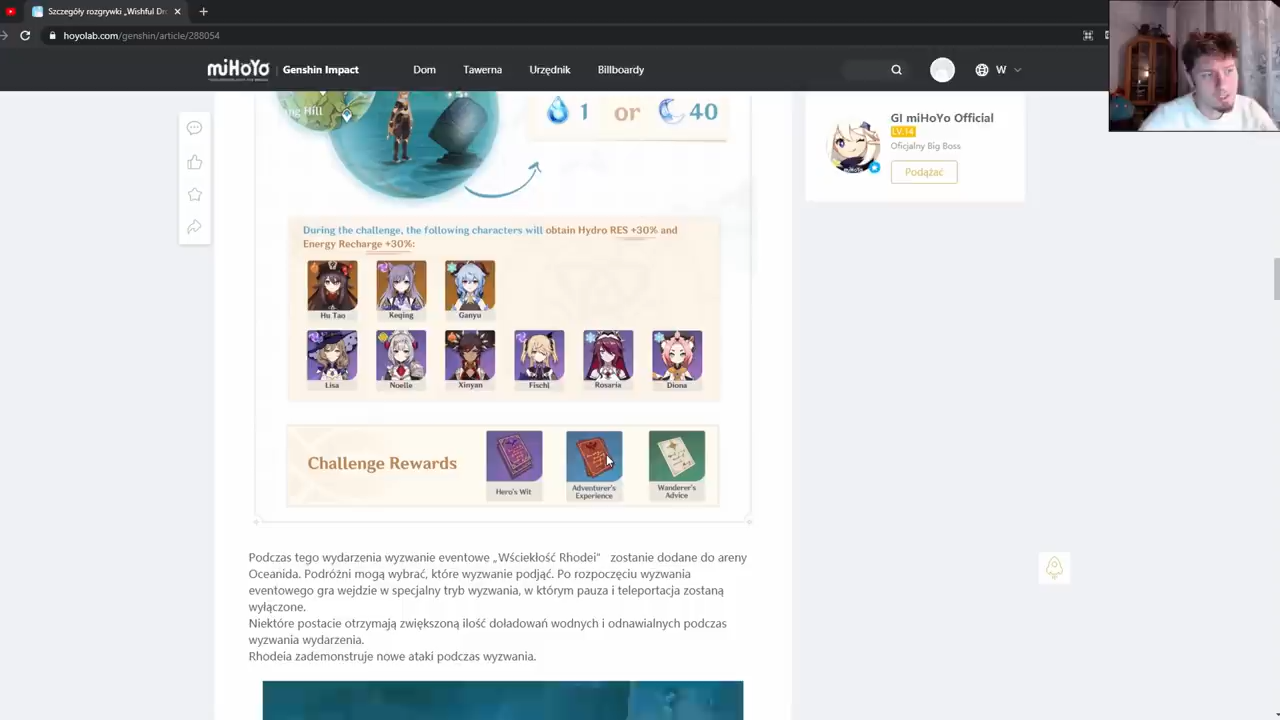 Szczegóły rozgrywki „Wishful Dr
hoyolab.com/genshin/article/288054
miHoYo
Genshin Impact
Dom
Tawerna
Urzędnik
Billboardy
W
ng Hill
1 or 40
GI miHoYo Official
LV.14
Oficjalny Big Boss
Podążać
During the challenge, the following characters will obtain Hydro RES +30% and
Energy Recharge +30%:
Hu Tao
Keqing
Ganyu
Lisa
Noelle
Xinyan
Fischl
Rosaria
Diona
Challenge Rewards
Hero's Wit
Adventurer's
Experience
Wanderer's
Advice
Podczas tego wydarzenia wyzwanie eventowe „Wściekłość Rhodei" zostanie dodane do areny
Oceanida. Podróżni mogą wybrać, które wyzwanie podjąć. Po rozpoczęciu wyzwania
eventowego gra wejdzie w specjalny tryb wyzwania, w którym pauza i teleportacja zostaną
wyłączone.
Niektóre postacie otrzymają zwiększoną ilość doładowań wodnych i odnawialnych podczas
wyzwania wydarzenia.
Rhodeia zademonstruje nowe ataki podczas wyzwania.